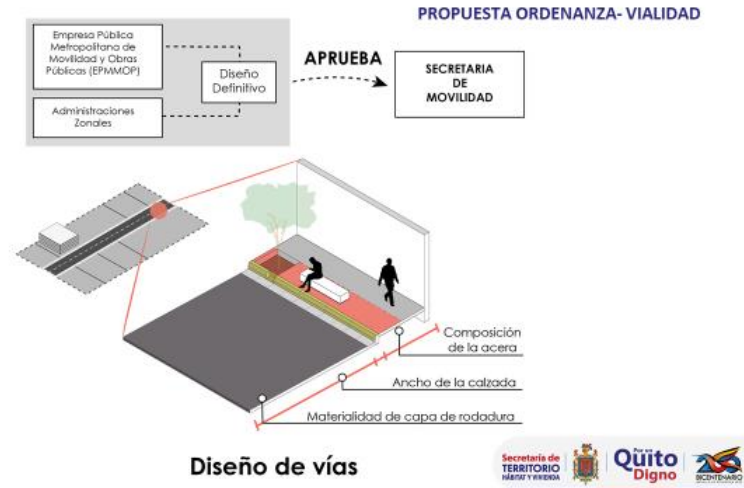 PROPUESTA ORDENANZA- VIALIDAD
Empresa Pública
Metropolitana de
Movilidad y Obras
Públicas (EPMMOP)
Administraciones
Zonales
Diseño
Definitivo
APRUEBA
SECRETARIA
DE
MOVILIDAD
Composición
de la acera
Ancho de la calzada
Materialidad de capa de rodadura
Diseño de vías
Secretaría de
TERRITORIO
HÁBITAT Y VIVIENDA
Por un
Quito
Digno
BICENTENARIO